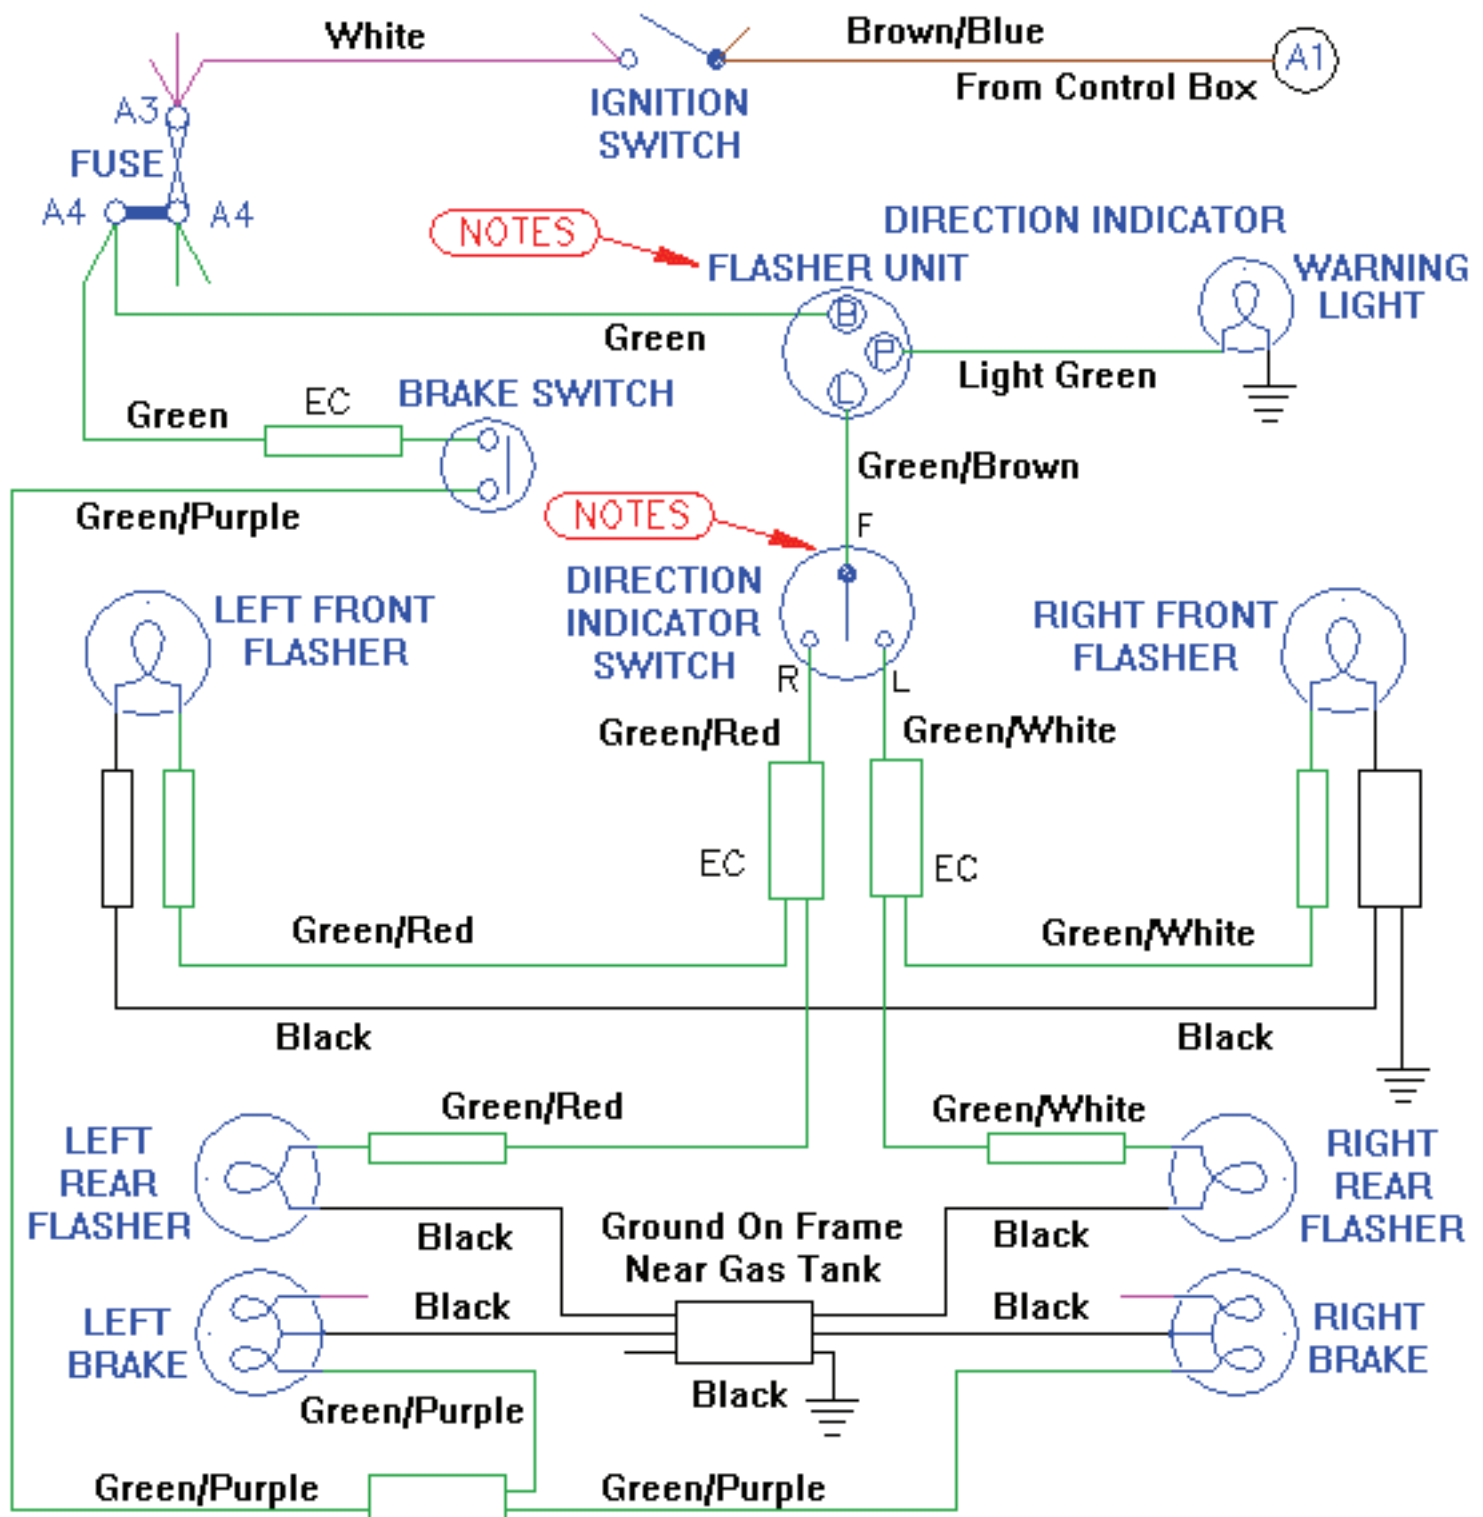 White
Brown/Blue
A1
From Control Box
IGNITION
SWITCH
A3
FUSE
A4
A4
NOTES
DIRECTION INDICATOR
FLASHER UNIT
WARNING
LIGHT
B
P
L
Green
Light Green
BRAKE SWITCH
EC
Green
Green/Brown
Green/Purple
NOTES
F
DIRECTION
INDICATOR
SWITCH
LEFT FRONT
FLASHER
RIGHT FRONT
FLASHER
R
L
Green/Red
Green/White
EC
EC
Green/Red
Green/White
Black
Black
Green/Red
Green/White
LEFT
REAR
FLASHER
RIGHT
REAR
FLASHER
Black
Ground On Frame
Near Gas Tank
Black
Black
Black
LEFT
BRAKE
RIGHT
BRAKE
Black
Green/Purple
Green/Purple
Green/Purple